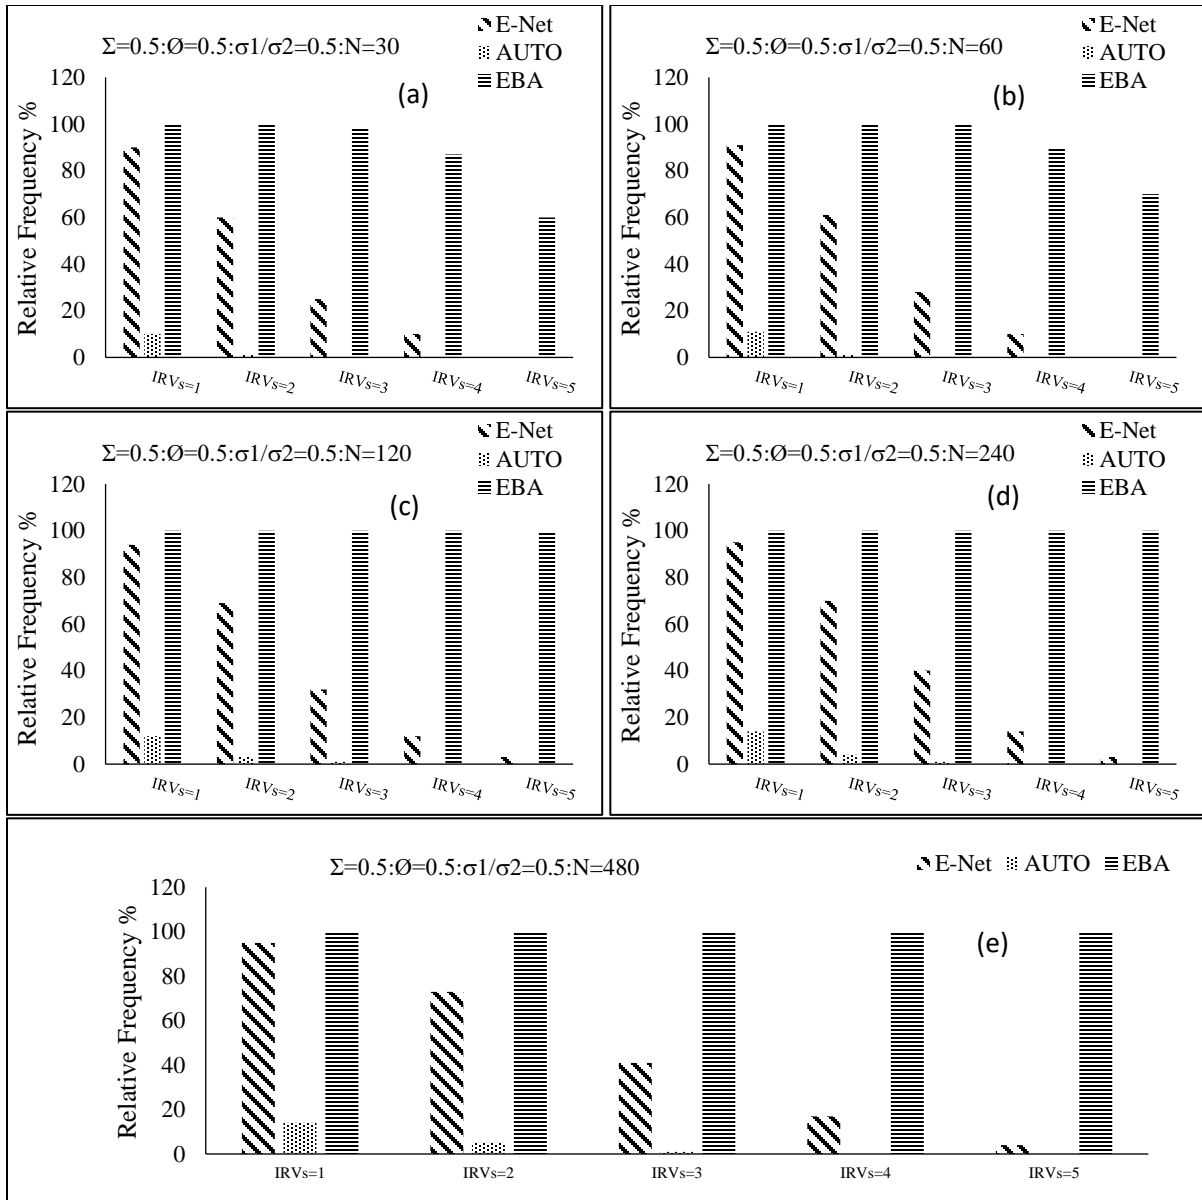 Σ=0.5:Ø=0.5:σ1/σ2=0.5:N=30
E-Net
AUTO
EBA
(a)
Relative Frequency %
120
100
80
60
40
20
0
IRVs=1
IRVs=2
IRVs=3
IRVs=4
IRVs=5
Σ=0.5:Ø=0.5:σ1/σ2=0.5:N=60
E-Net
AUTO
EBA
(b)
Relative Frequency %
120
100
80
60
40
20
0
IRVs=1
IRVs=2
IRVs=3
IRVs=4
IRVs=5
Σ=0.5:Ø=0.5:σ1/σ2=0.5:N=120
E-Net
AUTO
EBA
(c)
Relative Frequency %
120
100
80
60
40
20
0
IRVs=1
IRVs=2
IRVs=3
IRVs=4
IRVs=5
Σ=0.5:Ø=0.5:σ1/σ2=0.5:N=240
E-Net
AUTO
EBA
(d)
Relative Frequency %
120
100
80
60
40
20
0
IRVs=1
IRVs=2
IRVs=3
IRVs=4
IRVs=5
Σ=0.5:Ø=0.5:σ1/σ2=0.5:N=480
E-Net AUTO EBA
(e)
Relative Frequency %
120
100
80
60
40
20
0
IRVs=1
IRVs=2
IRVs=3
IRVs=4
IRVs=5